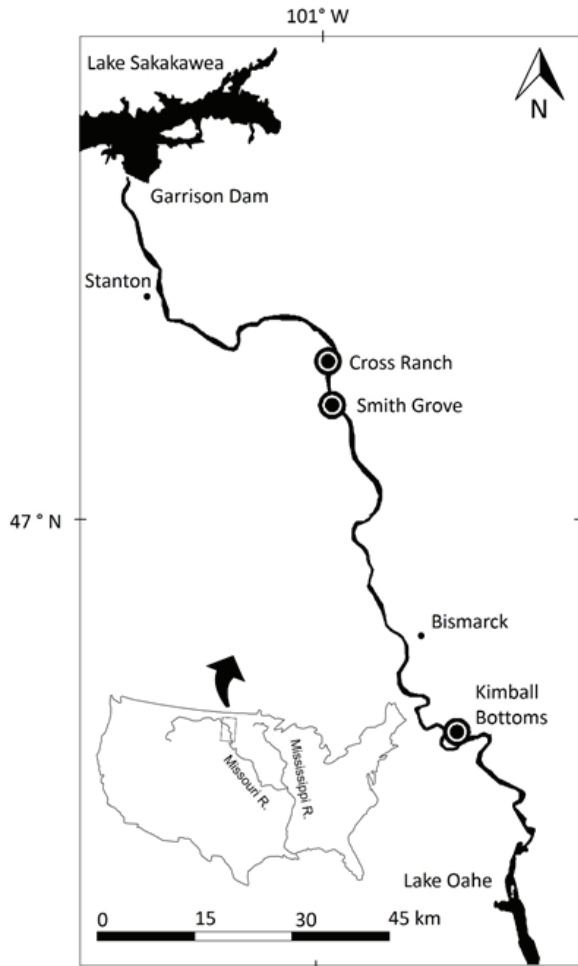 101° W
Lake Sakakawea
N
Garrison Dam
Stanton
Cross Ranch
Smith Grove
47° N
Bismarck
Kimball
Bottoms
Missouri R.
Mississippi R.
Lake Oahe
0 15 30 45 km